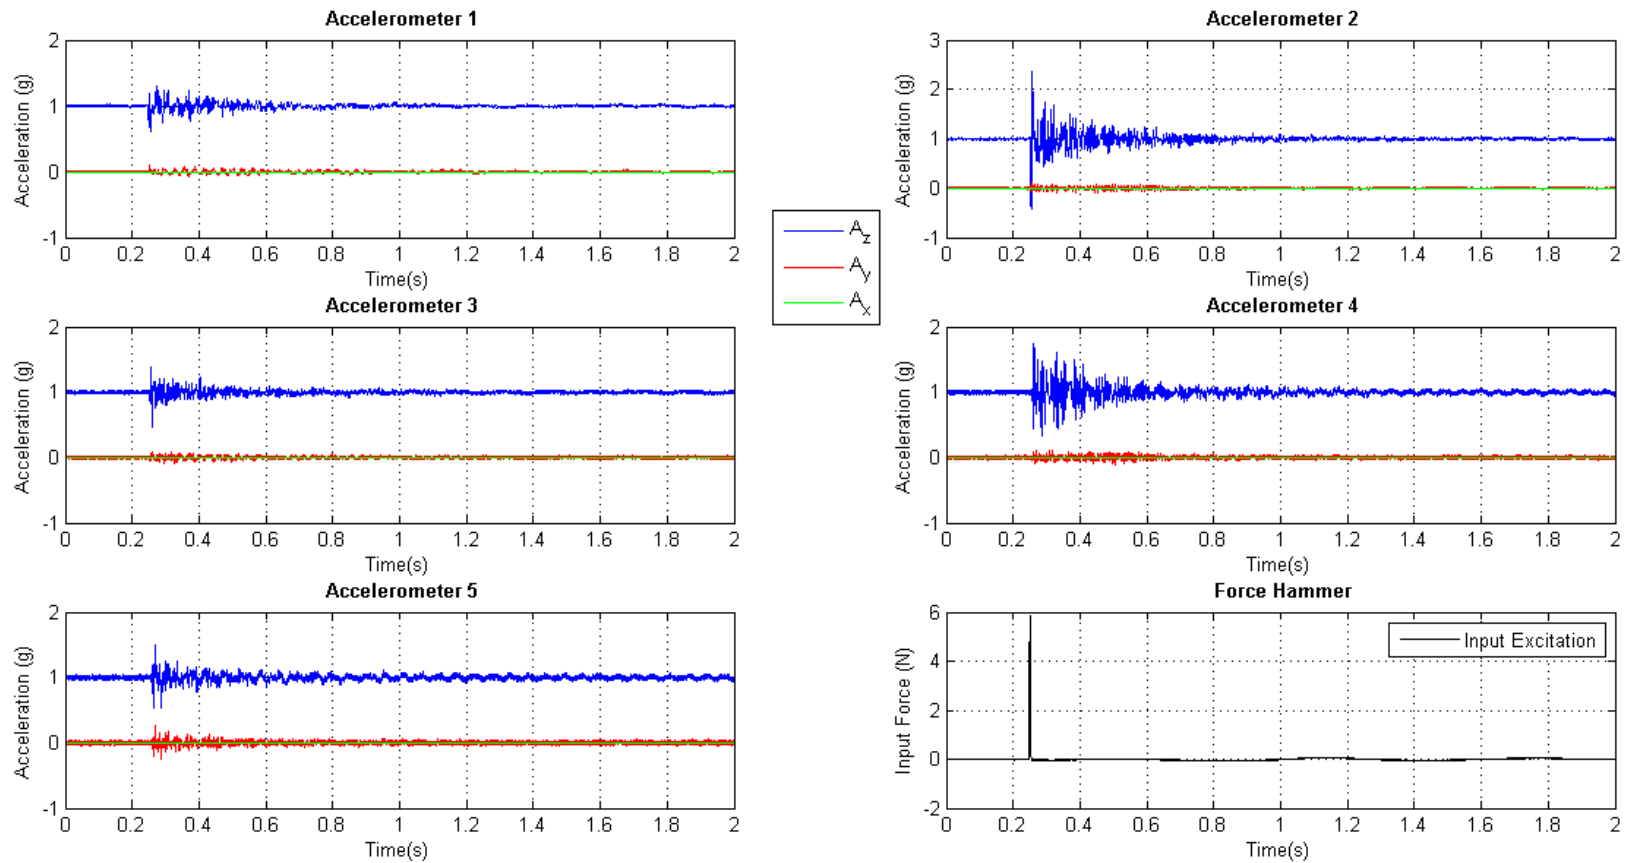 Accelerometer 1
Acceleration (g)
2
1
0
-1
0 0.2 0.4 0.6 0.8 1 1.2 1.4 1.6 1.8 2
Time(s)
Accelerometer 2
Acceleration (g)
3
2
1
0
-1
0 0.2 0.4 0.6 0.8 1 1.2 1.4 1.6 1.8 2
Time(s)
A_z
A_y
A_x
Accelerometer 3
Acceleration (g)
2
1
0
-1
0 0.2 0.4 0.6 0.8 1 1.2 1.4 1.6 1.8 2
Time(s)
Accelerometer 4
Acceleration (g)
2
1
0
-1
0 0.2 0.4 0.6 0.8 1 1.2 1.4 1.6 1.8 2
Time(s)
Accelerometer 5
Acceleration (g)
2
1
0
-1
0 0.2 0.4 0.6 0.8 1 1.2 1.4 1.6 1.8 2
Time(s)
Force Hammer
Input Force (N)
6
4
2
0
-2
Input Excitation
0 0.2 0.4 0.6 0.8 1 1.2 1.4 1.6 1.8 2
Time(s)